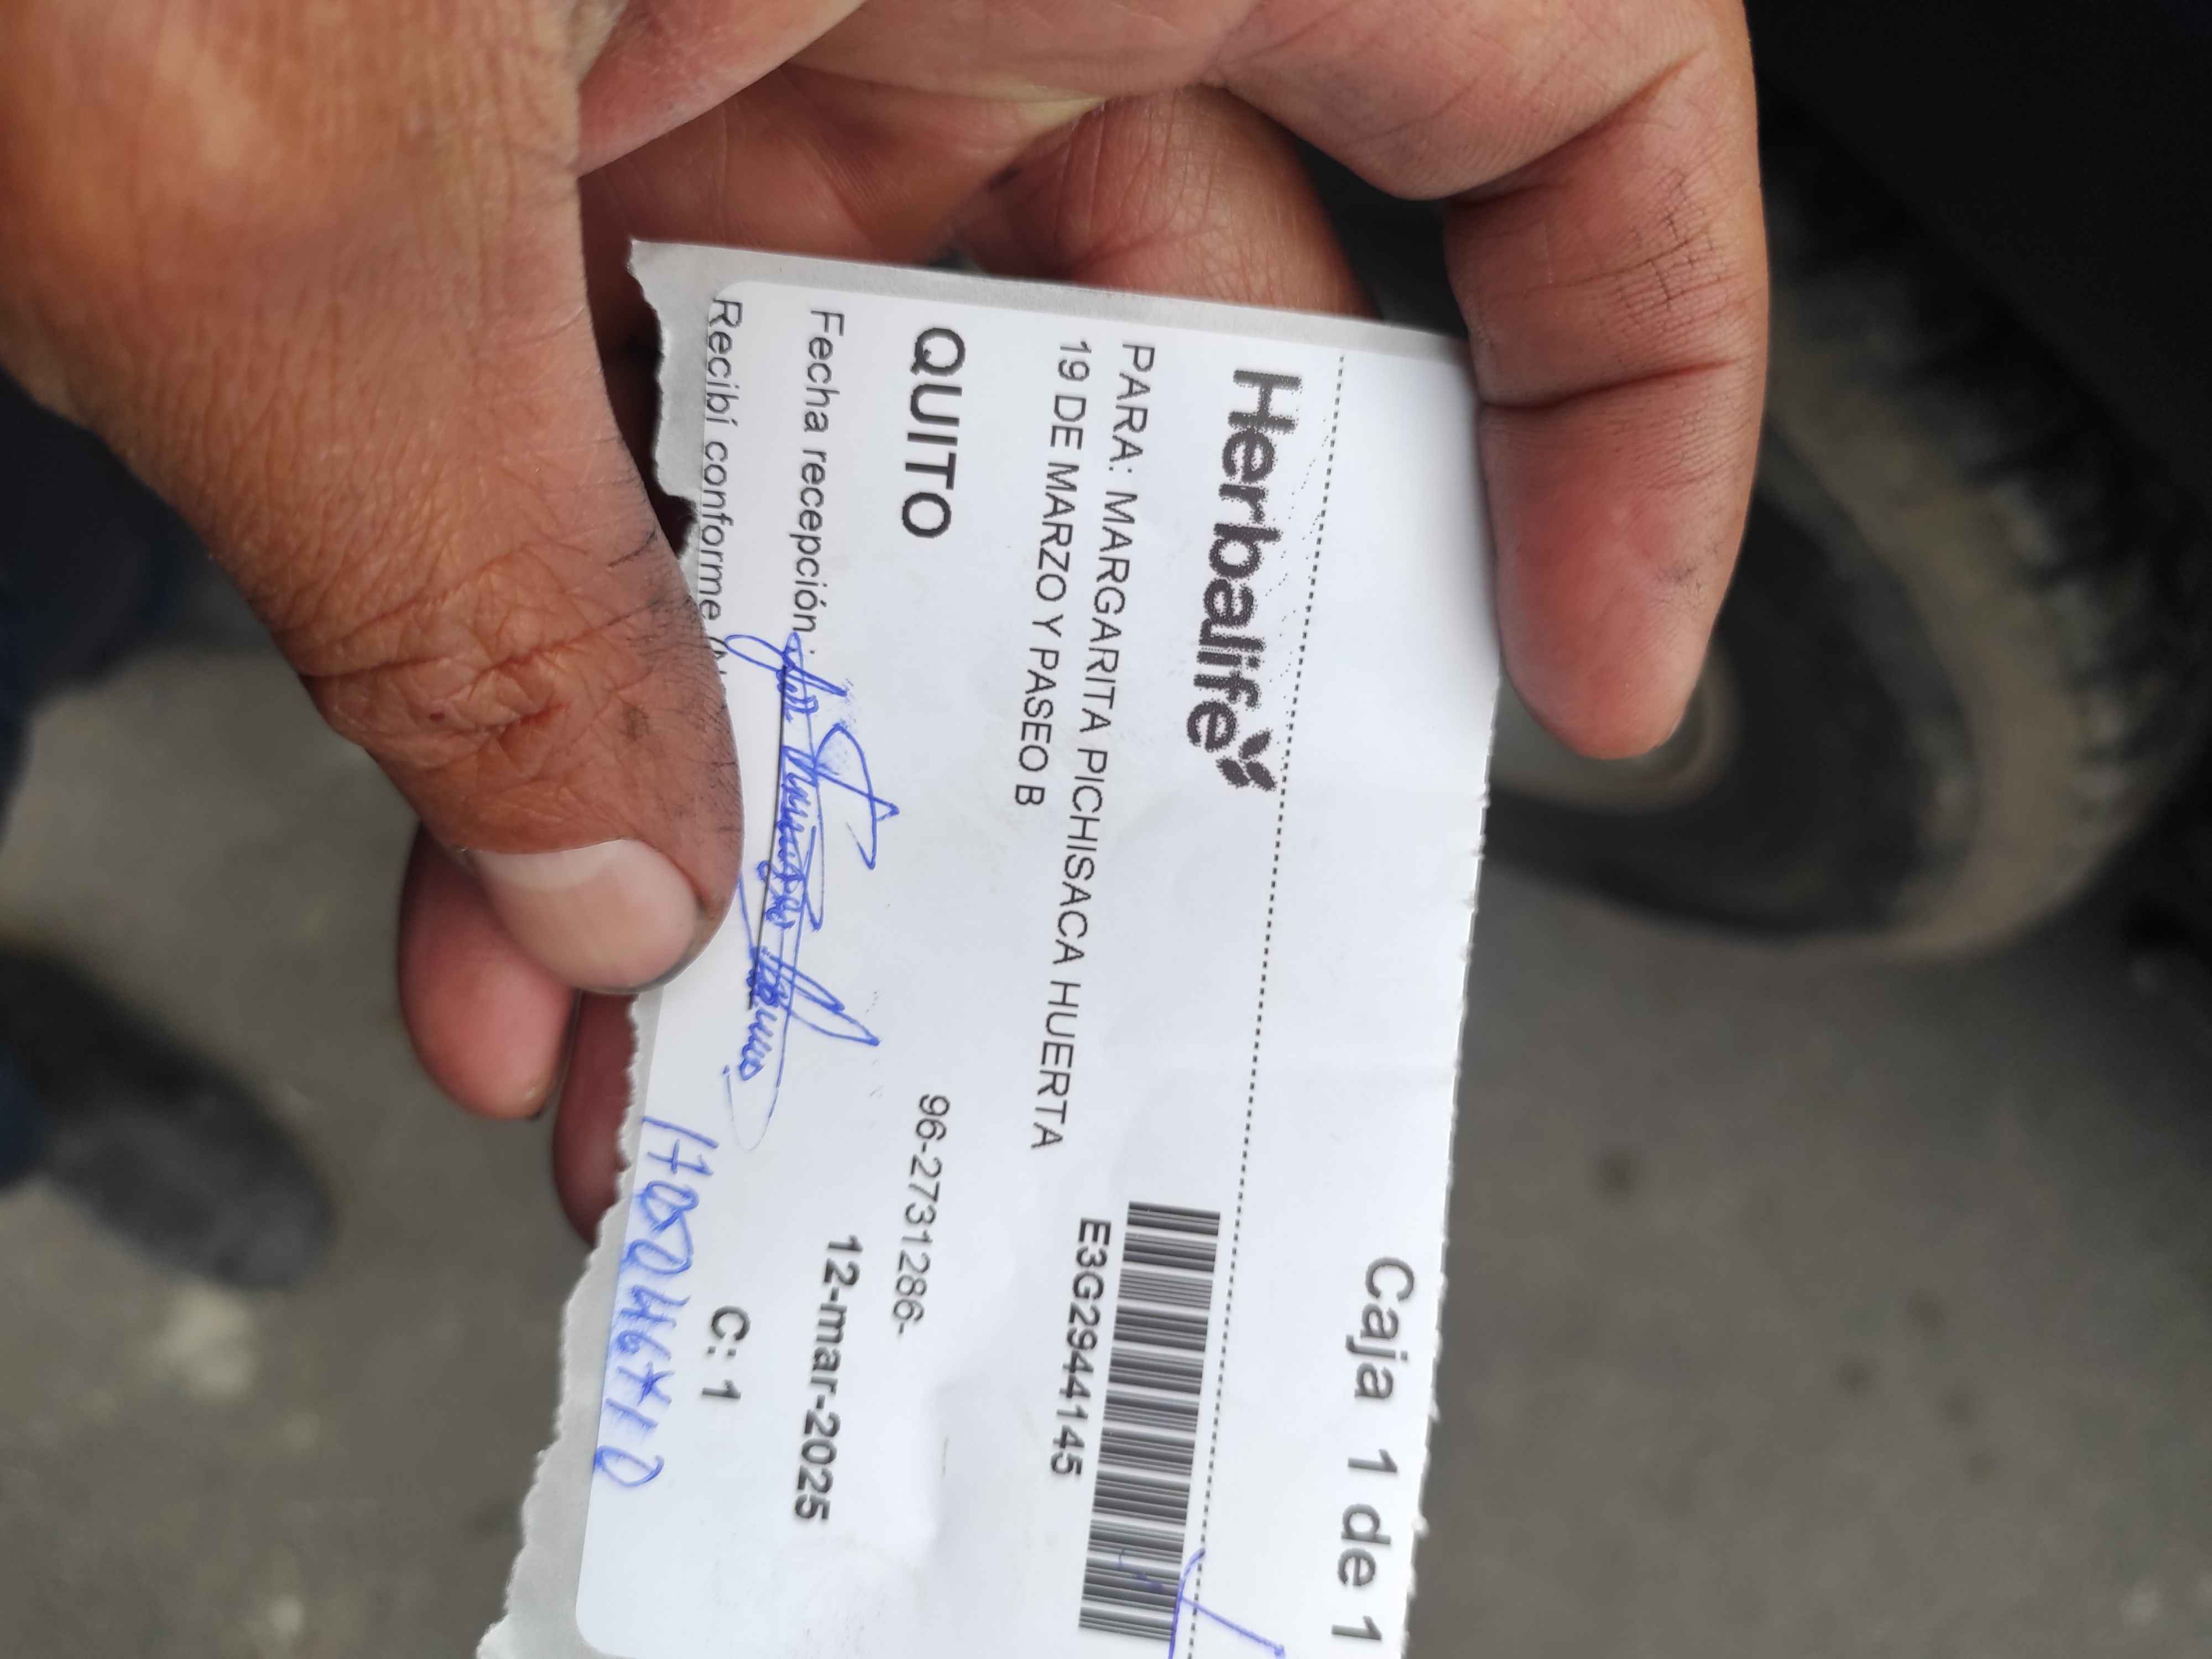 Caja 1 de 1
Herbalife
PARA: MARGARITA PICHISACA HUERTA
19 DE MARZO Y PASEO B
E3G2944145
QUITO
96-2731286-
Fecha recepción :
12-mar-2025
Recibí conforme
C: 1